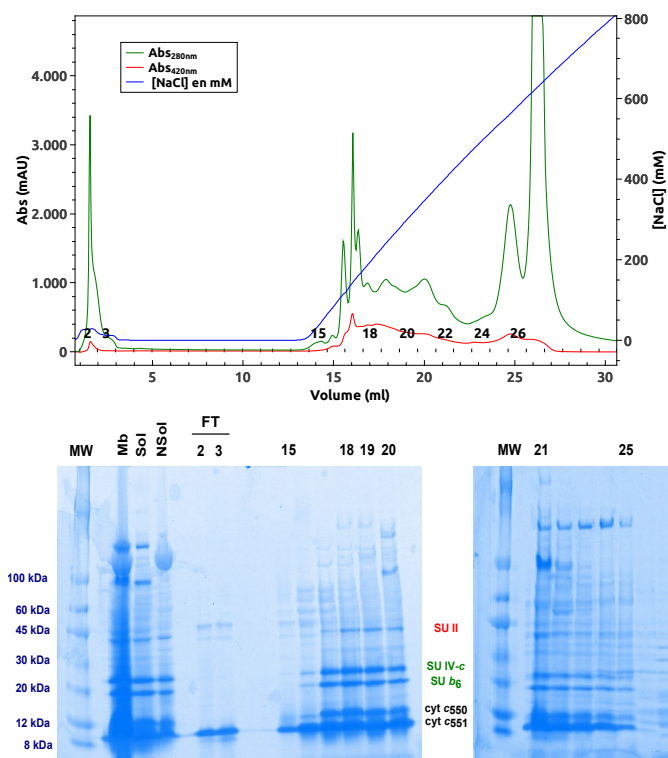 Abs280nm
Abs420nm
[NaCl] en mM
4.000
3.000
2.000
1.000
0
Abs (mAU)
800
600
400
200
0
[NaCl] (mM)
2 3 15 18 20 22 24 26
5 10 15 20 25 30
Volume (ml)
MW Mb Sol NSol FT 2 3 15 18 19 20
MW 21 25
100 kDa
60 kDa
45 kDa
30 kDa
20 kDa
12 kDa
8 kDa
SU II
SU IV-c
SU b6
cyt c550
cyt c551